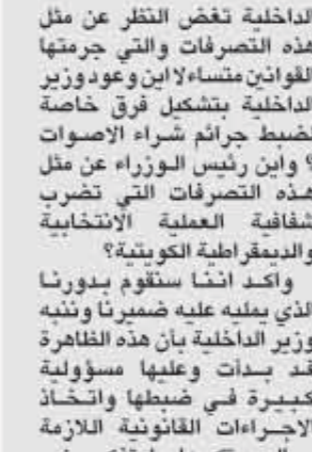 الداخلية تغض النظر عن مثل
هذه التصرفات والتي جرمتها
القوانين متساءلا اين وعود وزير
الداخلية بتشكيل فرق خاصة
لضبط جرائم شراء الاصوات
؟ واين رئيس الوزراء عن مثل
هذه التصرفات التي تضرب
شفافية العملية الانتخابية
والديمقراطية الكويتية؟
واكد اننا سنقوم بدورنا
الذي يمليه عليه ضميرنا وننبه
وزير الداخلية بأن هذه الظاهرة
قد بدأت وعليها مسؤولية
كبيرة في ضبطها واتخاذ
الاجراءات القانونية اللازمة